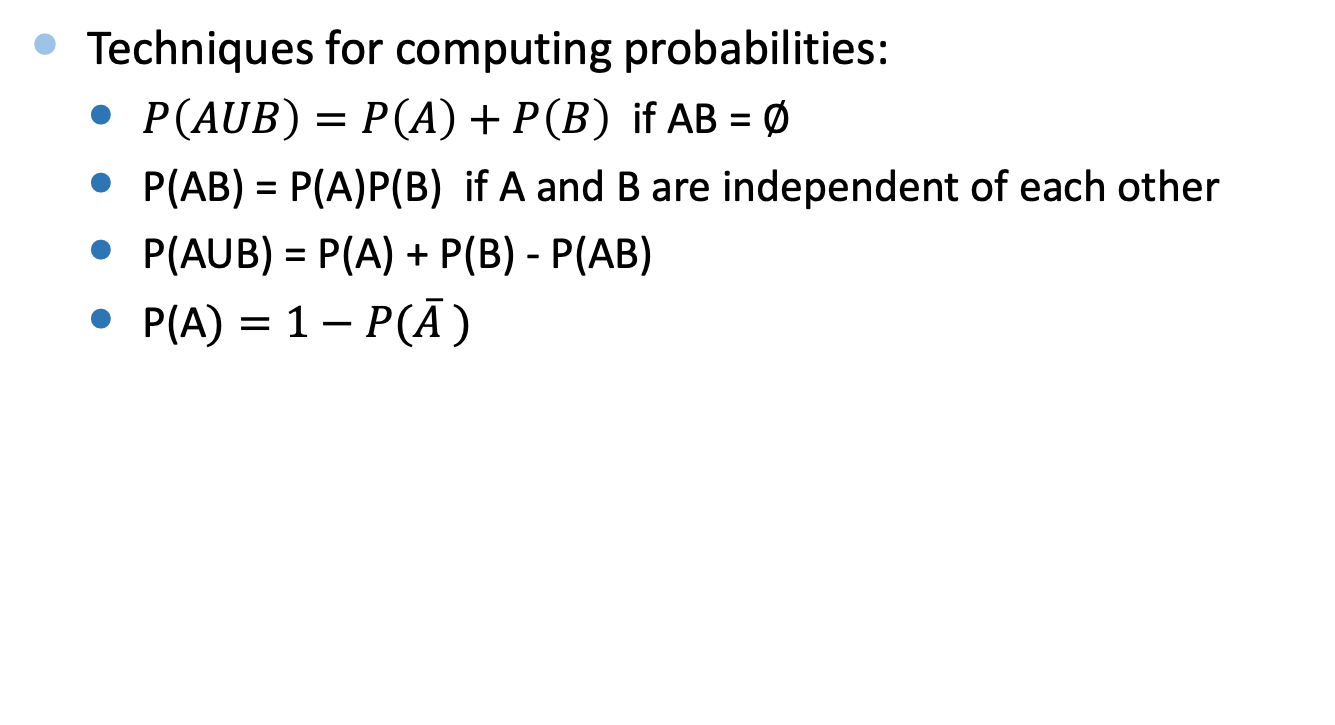 Techniques for computing probabilities:
P(AUB) = P(A) + P(B) if AB = ∅
P(AB) = P(A)P(B) if A and B are independent of each other
P(AUB) = P(A) + P(B) - P(AB)
P(A) = 1 − P(Ā )